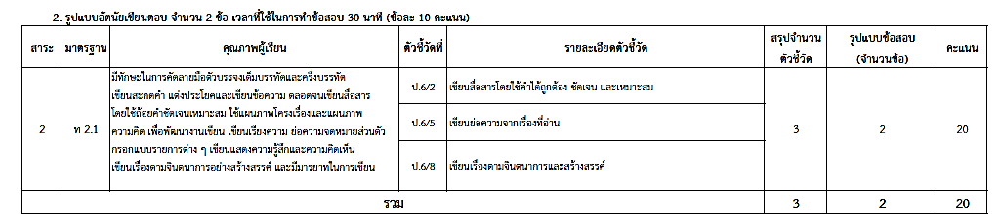 2. รูปแบบอัตนัยเขียนตอบ จำนวน 2 ข้อ เวลาที่ใช้ในการทำข้อสอบ 30 นาที (ข้อละ 10 คะแนน)
สาระ มาตรฐาน คุณภาพผู้เรียน ตัวชี้วัดที่ รายละเอียดตัวชี้วัด สรุปจำนวน รูปแบบข้อสอบ คะแนน
ตัวชี้วัด (จำนวนข้อ)
มีทักษะในการคัดลายมือตัวบรรจงเต็มบรรทัดและครึ่งบรรทัด
เขียนสะกดคำ แต่งประโยคและเขียนข้อความ ตลอดจนเขียนสื่อสาร
โดยใช้ถ้อยคำชัดเจนเหมาะสม ใช้แผนภาพโครงเรื่องและแผนภาพ
ความคิด เพื่อพัฒนางานเขียน เขียนเรียงความ ย่อความจดหมายส่วนตัว
กรอกแบบรายการต่าง ๆ เขียนแสดงความรู้สึกและความคิดเห็น
เขียนเรื่องตามจินตนาการอย่างสร้างสรรค์ และมีมารยาทในการเขียน
2 ท 2.1 3 2 20
ป.6/2 เขียนสื่อสารโดยใช้คำได้ถูกต้อง ชัดเจน และเหมาะสม
ป.6/5 เขียนย่อความจากเรื่องที่อ่าน
ป.6/8 เขียนเรื่องตามจินตนาการและสร้างสรรค์
รวม 3 2 20